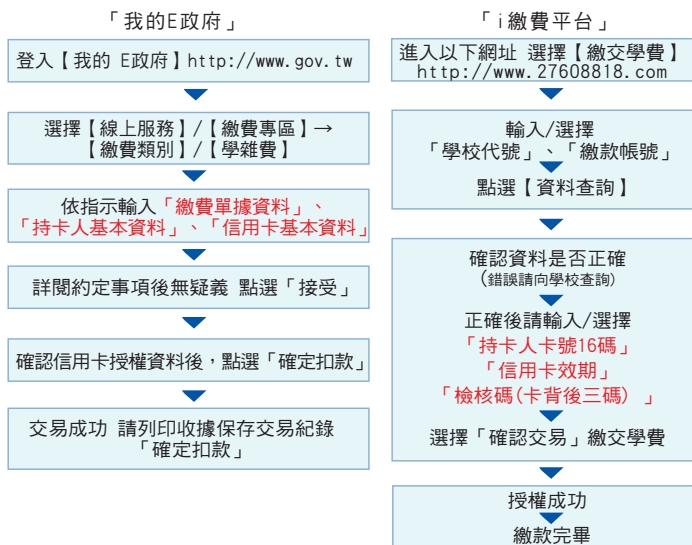 「我的E政府」
登入【我的 E政府】http://www.gov.tw
選擇【線上服務】/【繳費專區】→
【繳費類別】/【學雜費】
依指示輸入「繳費單據資料」、
「持卡人基本資料」、「信用卡基本資料」
詳閱約定事項後無疑義 點選「接受」
確認信用卡授權資料後，點選「確定扣款」
交易成功 請列印收據保存交易紀錄
「確定扣款」
「i繳費平台」
進入以下網址 選擇【繳交學費】
http://www.27608818.com
輸入/選擇
「學校代號」、「繳款帳號」
點選【資料查詢】
確認資料是否正確
(錯誤請向學校查詢)
正確後請輸入/選擇
「持卡人卡號16碼」
「信用卡效期」
「檢核碼(卡背後三碼) 」
選擇「確認交易」繳交學費
授權成功
繳款完畢